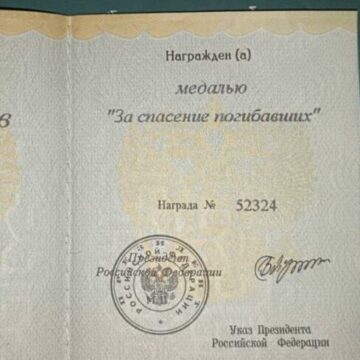 Награжден (а)
медалью
"За спасение погибавших"
в
Награда № 52324
Президент
Российской Федерации
М.П.
Указ Президента
Российской Федерации